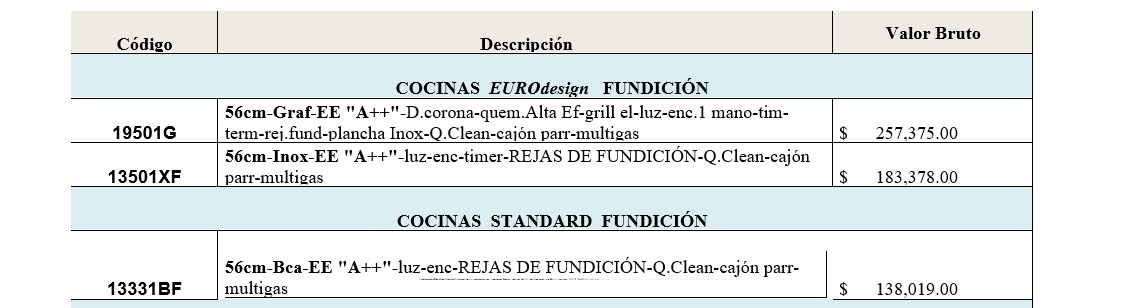 Código Descripción Valor Bruto
COCINAS EUROdesign FUNDICIÓN
56cm-Graf-EE "A++"-D.corona-quem.Alta Ef-grill el-luz-enc.1 mano-tim-
19501G term-rej.fund-plancha Inox-Q.Clean-cajón parr-multigas $ 257,375.00
56cm-Inox-EE "A++"-luz-enc-timer-REJAS DE FUNDICIÓN-Q.Clean-cajón
13501XF parr-multigas $ 183,378.00
COCINAS STANDARD FUNDICIÓN
56cm-Bca-EE "A++"-luz-enc-REJAS DE FUNDICIÓN-Q.Clean-cajón parr-
13331BF multigas $ 138,019.00